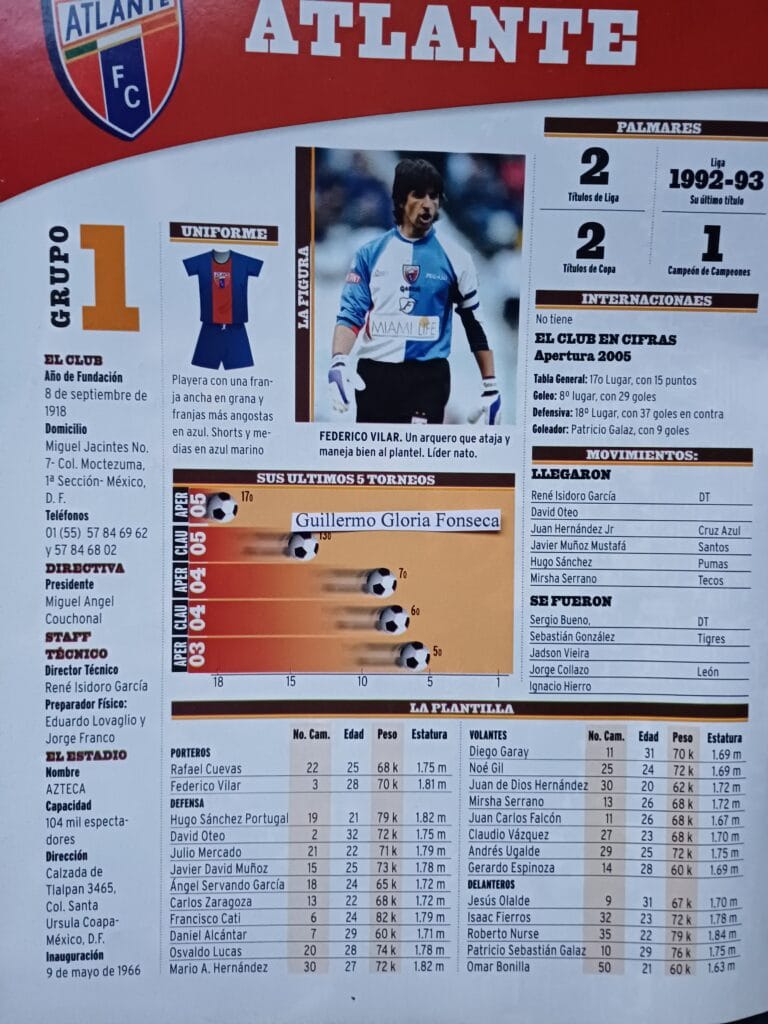 ATLANTE
FC
ATLANTE
GRUPO
1
EL CLUB
Año de Fundación
8 de septiembre de
1918
Domicilio
Miguel Jacintes No.
7- Col. Moctezuma,
1ª Sección- México,
D. F.
Teléfonos
01 (55) 57 84 69 62
y 57 84 68 02
DIRECTIVA
Presidente
Miguel Angel
Couchonal
STAFF
TÉCNICO
Director Técnico
René Isidoro García
Preparador Físico:
Eduardo Lovaglio y
Jorge Franco
EL ESTADIO
Nombre
AZTECA
Capacidad
104 mil especta-
dores
Dirección
Calzada de
Tlalpan 3465,
Col. Santa
Ursula Coapa-
México, D.F.
Inauguración
9 de mayo de 1966
UNIFORME
Playera con una fran-
ja ancha en grana y
franjas más angostas
en azul. Shorts y me-
dias en azul marino
LA FIGURA
MIAMI LIFE
FEDERICO VILAR. Un arquero que ataja y
maneja bien al plantel. Líder nato.
PALMARES
2
Títulos de Liga
Liga
1992-93
Su último título
2
Títulos de Copa
1
Campeón de Campeones
INTERNACIONAES
No tiene
EL CLUB EN CIFRAS
Apertura 2005
Tabla General: 17o Lugar, con 15 puntos
Goleo: 8º lugar, con 29 goles
Defensiva: 18º Lugar, con 37 goles en contra
Goleador: Patricio Galaz, con 9 goles
MOVIMIENTOS:
LLEGARON
René Isidoro García DT
David Oteo
Juan Hernández Jr Cruz Azul
Javier Muñoz Mustafá Santos
Hugo Sánchez Pumas
Mirsha Serrano Tecos
SE FUERON
Sergio Bueno, DT
Sebastián González Tigres
Jadson Vieira
Jorge Collazo León
Ignacio Hierro
SUS ULTIMOS 5 TORNEOS
APER 05 17o
Guillermo Gloria Fonseca
CLAU 05 13o
APER 04 7o
CLAU 04 6o
APER 03 5o
18 15 10 5 1
LA PLANTILLA
No. Cam. Edad Peso Estatura
PORTEROS
Rafael Cuevas 22 25 68 k 1.75 m
Federico Vilar 3 28 70 k 1.81 m
DEFENSA
Hugo Sánchez Portugal 19 21 79 k 1.82 m
David Oteo 2 32 72 k 1.75 m
Julio Mercado 21 22 71 k 1.79 m
Javier David Muñoz 15 25 73 k 1.78 m
Ángel Servando García 18 24 65 k 1.72 m
Carlos Zaragoza 13 22 68 k 1.72 m
Francisco Cati 6 24 82 k 1.79 m
Daniel Alcántar 7 29 60 k 1.71 m
Osvaldo Lucas 20 28 74 k 1.78 m
Mario A. Hernández 30 27 72 k 1.82 m
VOLANTES No. Cam. Edad Peso Estatura
Diego Garay 11 31 70 k 1.69 m
Noé Gil 25 24 72 k 1.69 m
Juan de Dios Hernández 30 20 62 k 1.72 m
Mirsha Serrano 13 26 68 k 1.72 m
Juan Carlos Falcón 11 26 68 k 1.67 m
Claudio Vázquez 27 23 68 k 1.70 m
Andrés Ugalde 29 25 72 k 1.75 m
Gerardo Espinoza 14 28 60 k 1.69 m
DELANTEROS
Jesús Olalde 9 31 67 k 1.70 m
Isaac Fierros 32 23 72 k 1.78 m
Roberto Nurse 35 22 79 k 1.84 m
Patricio Sebastián Galaz 10 29 76 k 1.75 m
Omar Bonilla 50 21 60 k 1.63 m